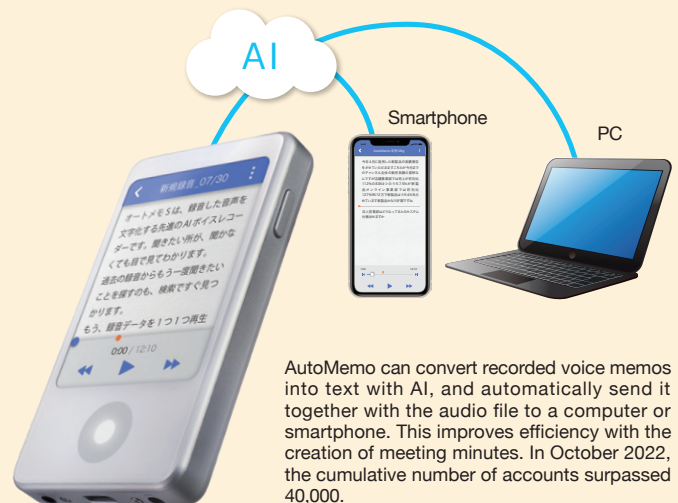 AI
Smartphone
PC
新規録音_07/30
オートメモSは、録音した音声を
文字化する先進のAIボイスレコー
ダーです。聞きたい所が、聞かな
くても目で見てわかります。
過去の録音からもう一度聞きたい
ことを探すのも、検索ですぐ見つ
かります。
もう、録音データを1つ1つ再生
0:00 / 12:10
AutoMemo can convert recorded voice memos
into text with AI, and automatically send it
together with the audio file to a computer or
smartphone. This improves efficiency with the
creation of meeting minutes. In October 2022,
the cumulative number of accounts surpassed
40,000.